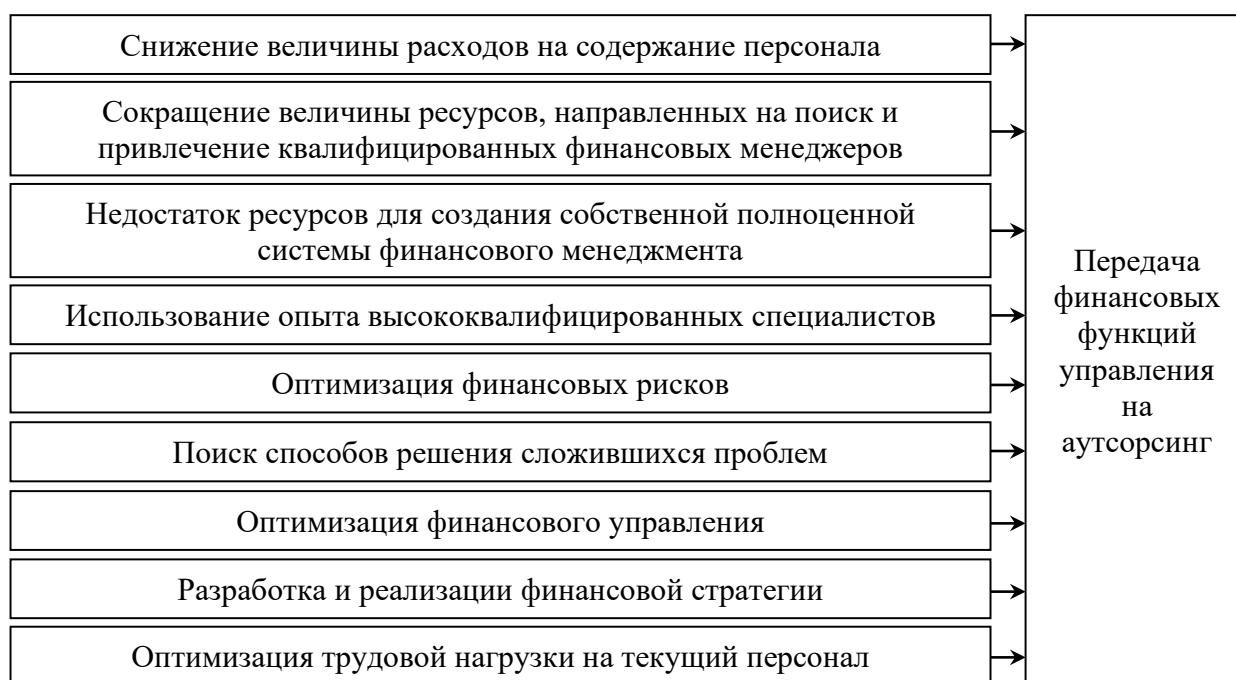 Снижение величины расходов на содержание персонала
Сокращение величины ресурсов, направленных на поиск и
привлечение квалифицированных финансовых менеджеров
Недостаток ресурсов для создания собственной полноценной
системы финансового менеджмента
Использование опыта высококвалифицированных специалистов
Оптимизация финансовых рисков
Поиск способов решения сложившихся проблем
Оптимизация финансового управления
Разработка и реализации финансовой стратегии
Оптимизация трудовой нагрузки на текущий персонал
Передача
финансовых
функций
управления
на
аутсорсинг